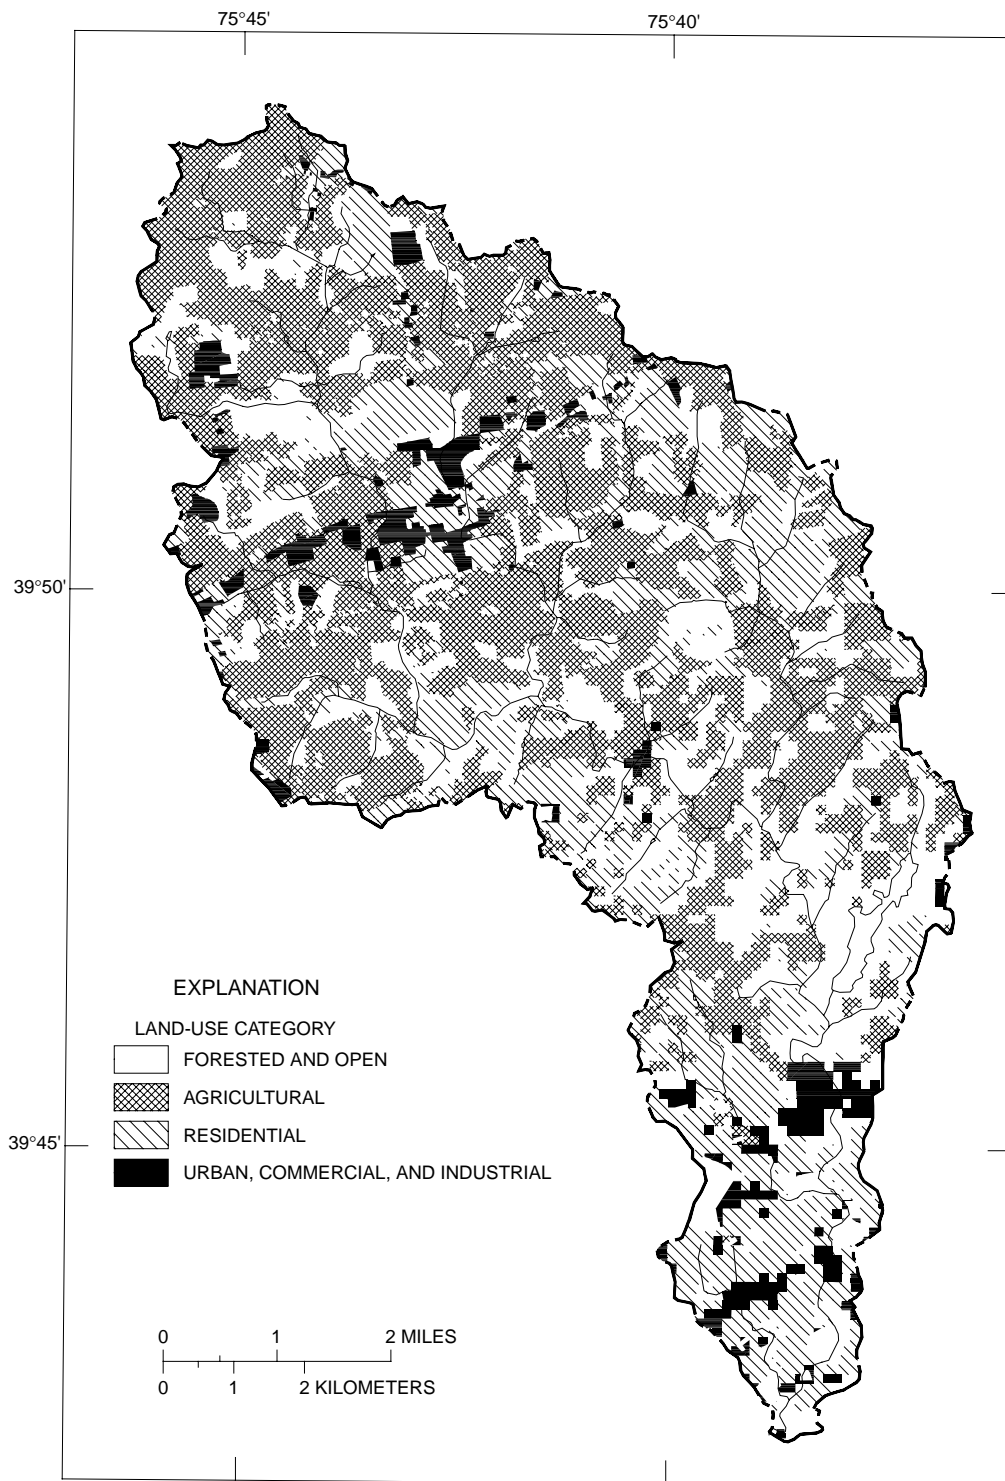 75°45' 75°40'
39°50'
EXPLANATION
LAND-USE CATEGORY
FORESTED AND OPEN
AGRICULTURAL
RESIDENTIAL
39°45'
URBAN, COMMERCIAL, AND INDUSTRIAL
0 1 2 MILES
0 1 2 KILOMETERS